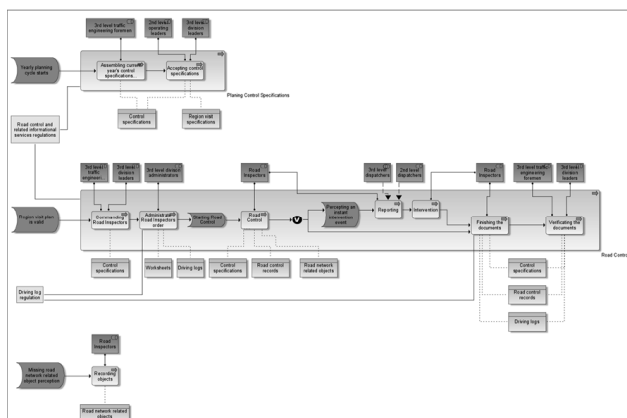 3rd level traffic
engineering foremen
3rd level
operating
leaders
3rd level
division
leaders
Yearly planning
cycle starts
Assembling current
year's control
specifications...
Accepting control
specifications
Planing Control Specifications
Control
specifications
Region visit
specifications
Road control and
related informational
services regulations
3rd level
traffic
engineeri
3rd level
division
leaders
3rd level division
administrators
Road
Inspectors
3rd level
dispatchers
2nd level
dispatchers
Road
Inspectors
3rd level traffic
engineering
foremen
3rd level
division
leaders
Region visit plan
is valid
Commanding
Road Inspectors
Administrate
Road Inspectors
order
Starting Road
Control
Road
Control
V
Percepting an
instant
intervention
event
Reporting
Intervention
Finishing the
documents
Verificating the
documents
Road Control
Control
specifications
Worksheets
Driving logs
Control
specifications
Road control
records
Road network
related objects
Control
specifications
Road control
records
Driving logs
Driving log
regulation
Road
Inspectors
Missing road
network related
object perception
Recording
objects
Road network related
objects